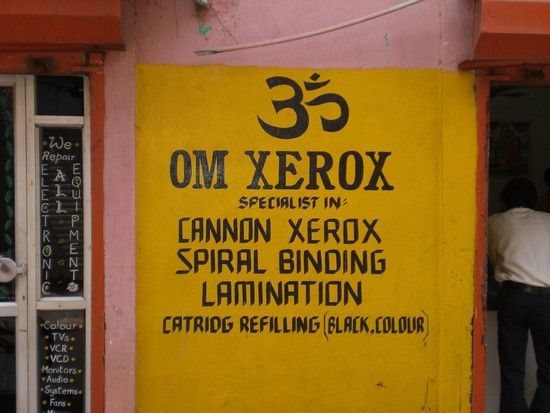 We
Repair
ALL
ELECTRONIC
EQUIPMENT
Colour
TVs
VCR
VCD
Monitors
Audio
Systems
Fans
ॐ
OM XEROX
SPECIALIST IN:
CANNON XEROX
SPIRAL BINDING
LAMINATION
CATRIDG REFILLING (BLACK,COLOUR)